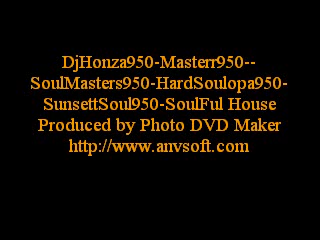 DjHonza950-Masterr950--
SoulMasters950-HardSoulopa950-
SunsettSoul950-SoulFul House
Produced by Photo DVD Maker
http://www.anvsoft.com